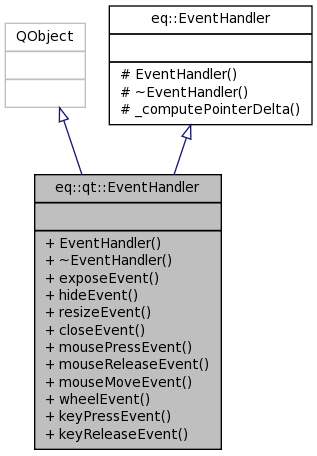 QObject
eq::EventHandler
# EventHandler()
# ~EventHandler()
# _computePointerDelta()
eq::qt::EventHandler
+ EventHandler()
+ ~EventHandler()
+ exposeEvent()
+ hideEvent()
+ resizeEvent()
+ closeEvent()
+ mousePressEvent()
+ mouseReleaseEvent()
+ mouseMoveEvent()
+ wheelEvent()
+ keyPressEvent()
+ keyReleaseEvent()